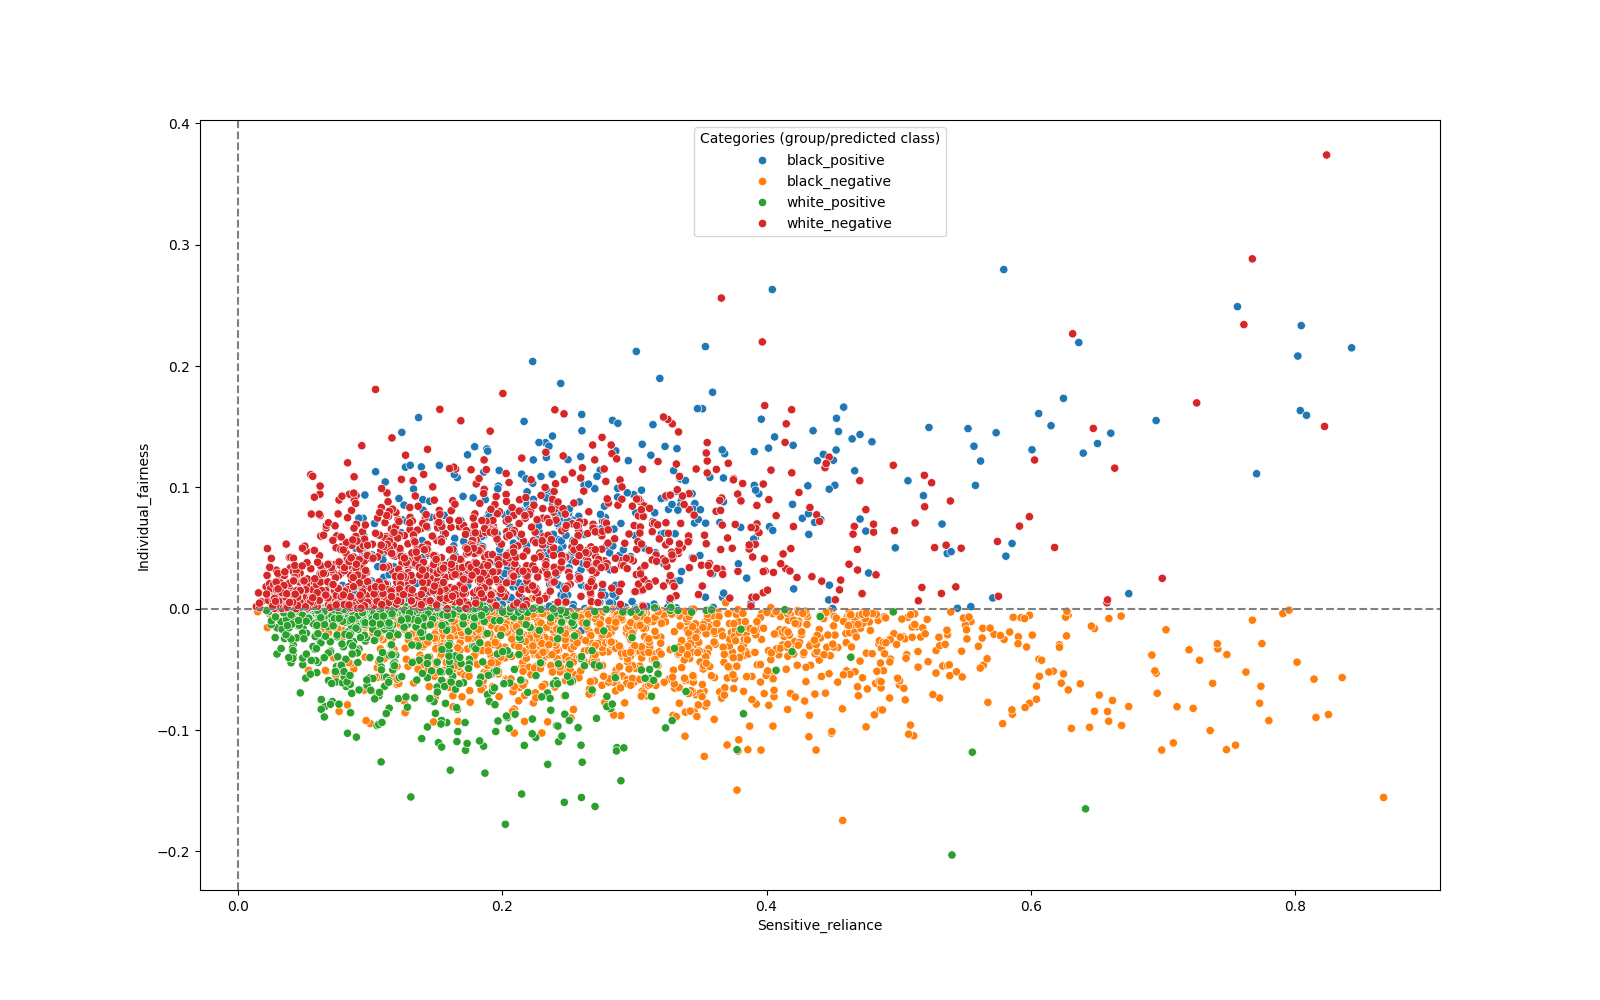 Categories (group/predicted class)
black_positive
black_negative
white_positive
white_negative
0.4
0.3
0.2
0.1
0.0
−0.1
−0.2
Individual_fairness
0.0 0.2 0.4 0.6 0.8
Sensitive_reliance